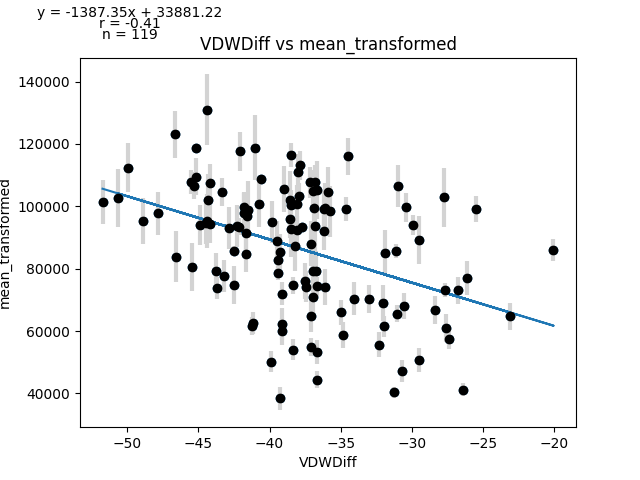 y = -1387.35x + 33881.22
r = -0.41
n = 119
VDWDiff vs mean_transformed
140000
120000
100000
80000
60000
40000
mean_transformed
−50
−45
−40
−35
−30
−25
−20
VDWDiff